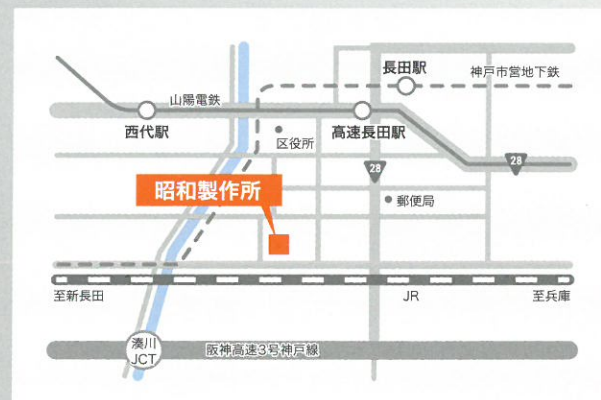 長田駅
神戸市営地下鉄
山陽電鉄
西代駅
高速長田駅
区役所
28
28
昭和製作所
郵便局
至新長田
JR
至兵庫
湊川
JCT
阪神高速3号神戸線